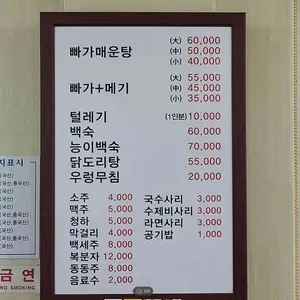 빠가매운탕 (大) 60,000
(中) 50,000
(小) 40,000
빠가+메기 (大) 55,000
(中) 45,000
(小) 35,000
털레기 (1인분) 10,000
백숙 60,000
능이백숙 70,000
닭도리탕 55,000
우렁무침 20,000
소주 4,000 국수사리 3,000
맥주 5,000 수제비사리 3,000
청하 5,000 라면사리 3,000
막걸리 4,000 공기밥 1,000
백세주 8,000
복분자 12,000
동동주 8,000
음료수 2,000
지표시
금연
NO SMOKING